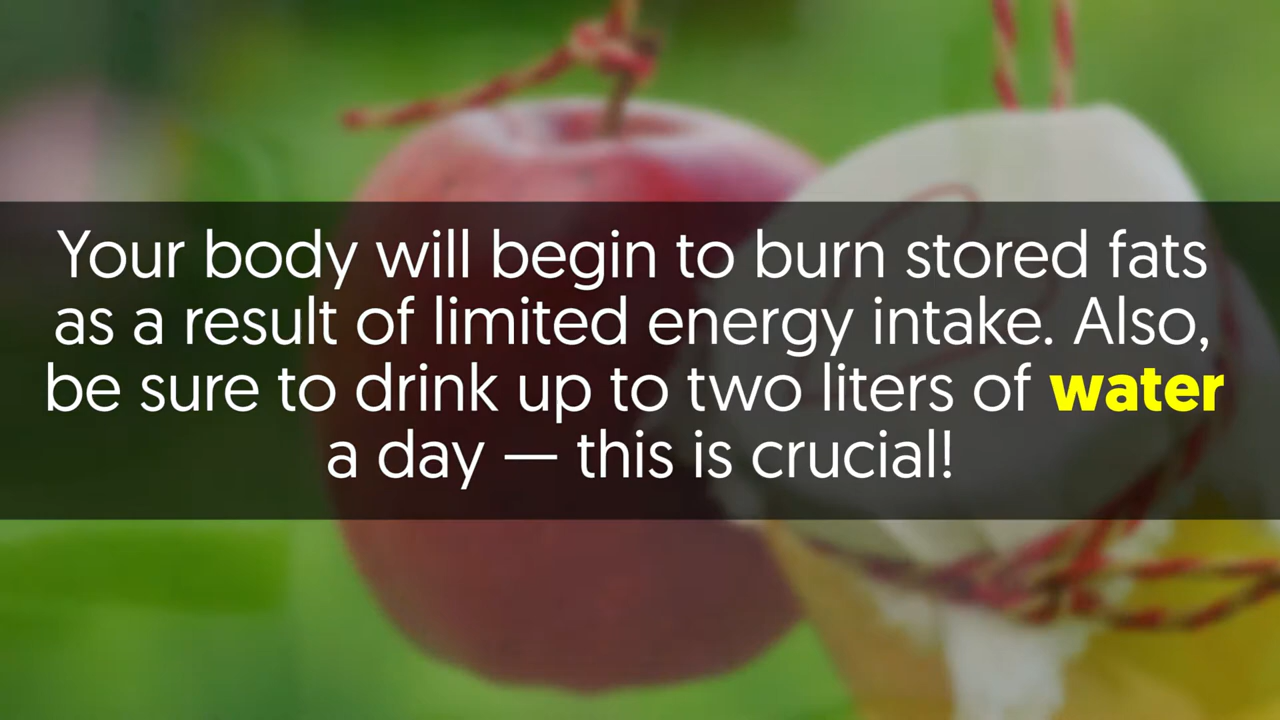 Your body will begin to burn stored fats
as a result of limited energy intake. Also,
be sure to drink up to two liters of water
a day — this is crucial!